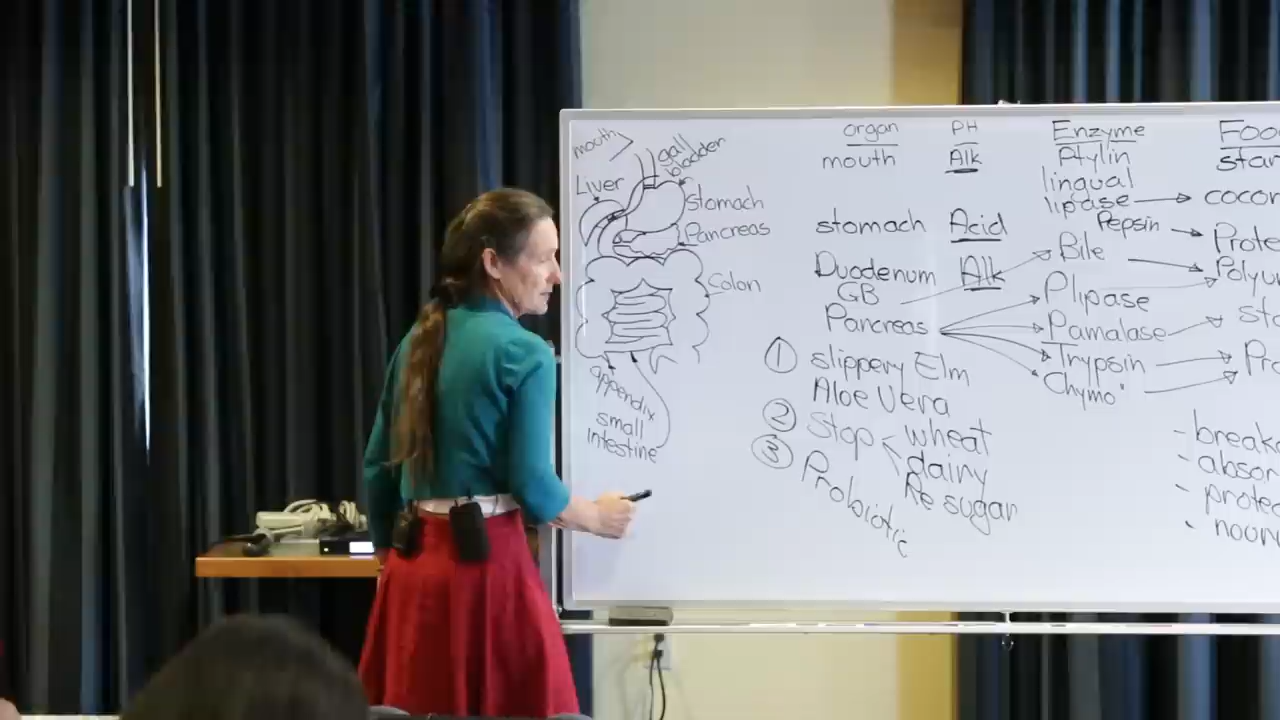 mouth
gall
bladder
Liver
stomach
Pancreas
Colon
appendix
small
Intestine
organ PH Enzyme
mouth Alk Ptylin
lingual
lipase
stomach Acid Pepsin
Duodenum Alk Bile
GB Plipase
Pancreas Pamalase
Trypsin
Chymo"
① slippery Elm
Aloe Vera
② Stop wheat
dairy
Re sugar
③ Probiotic